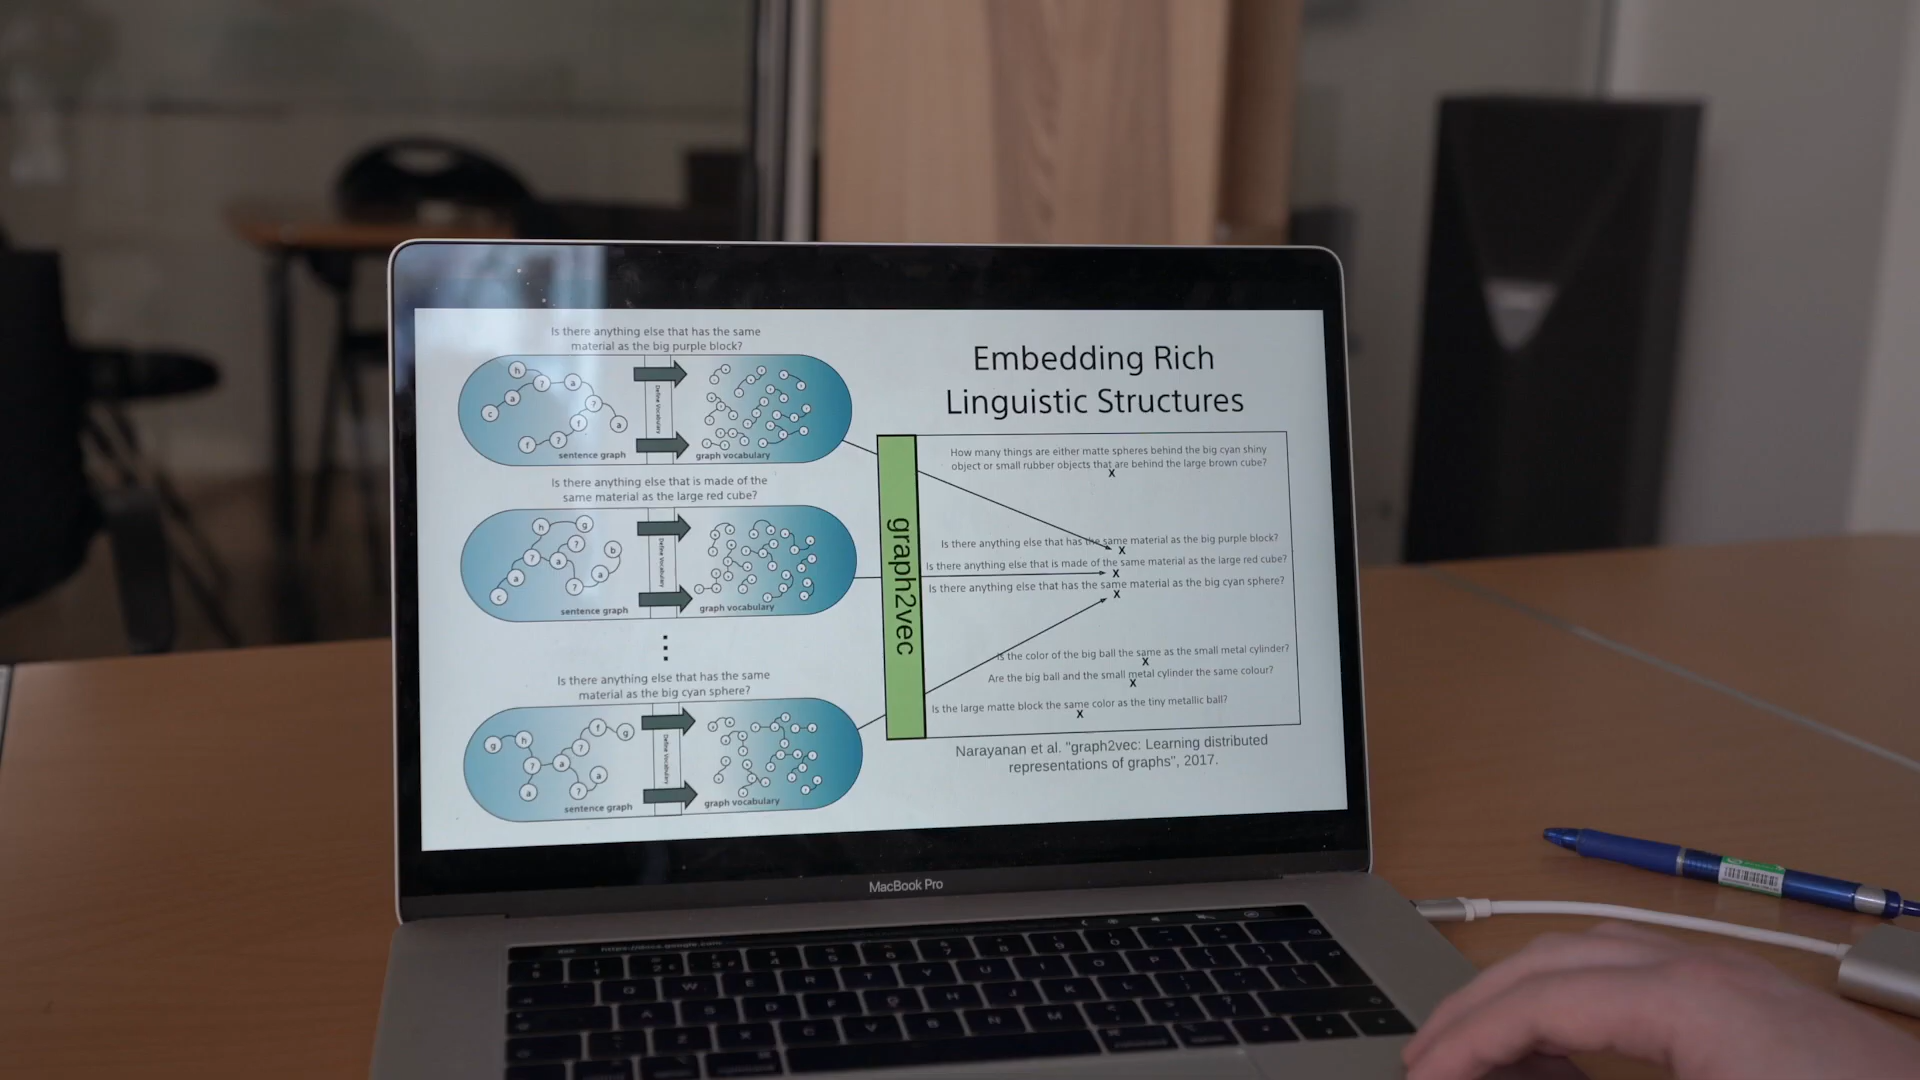 Is there anything else that has the same
material as the big purple block?
h
?
a
a
c
?
f
a
?
f
Define Vocabulary
sentence graph
graph vocabulary
Is there anything else that is made of the
same material as the large red cube?
h
g
?
?
b
a
a
a
?
c
Define Vocabulary
sentence graph
graph vocabulary
Is there anything else that has the same
material as the big cyan sphere?
f
g
g
h
?
?
a
a
a
?
Define Vocabulary
sentence graph
graph vocabulary
graph2vec
Embedding Rich
Linguistic Structures
How many things are either matte spheres behind the big cyan shiny
object or small rubber objects that are behind the large brown cube?
X
Is there anything else that has the same material as the big purple block?
X
Is there anything else that is made of the same material as the large red cube?
X
Is there anything else that has the same material as the big cyan sphere?
X
Is the color of the big ball the same as the small metal cylinder?
X
Are the big ball and the small metal cylinder the same colour?
X
Is the large matte block the same color as the tiny metallic ball?
X
Narayanan et al. "graph2vec: Learning distributed
representations of graphs", 2017.
MacBook Pro
Q W E R T Y U I O P
A S D F G H J K L
Z X C V B N M